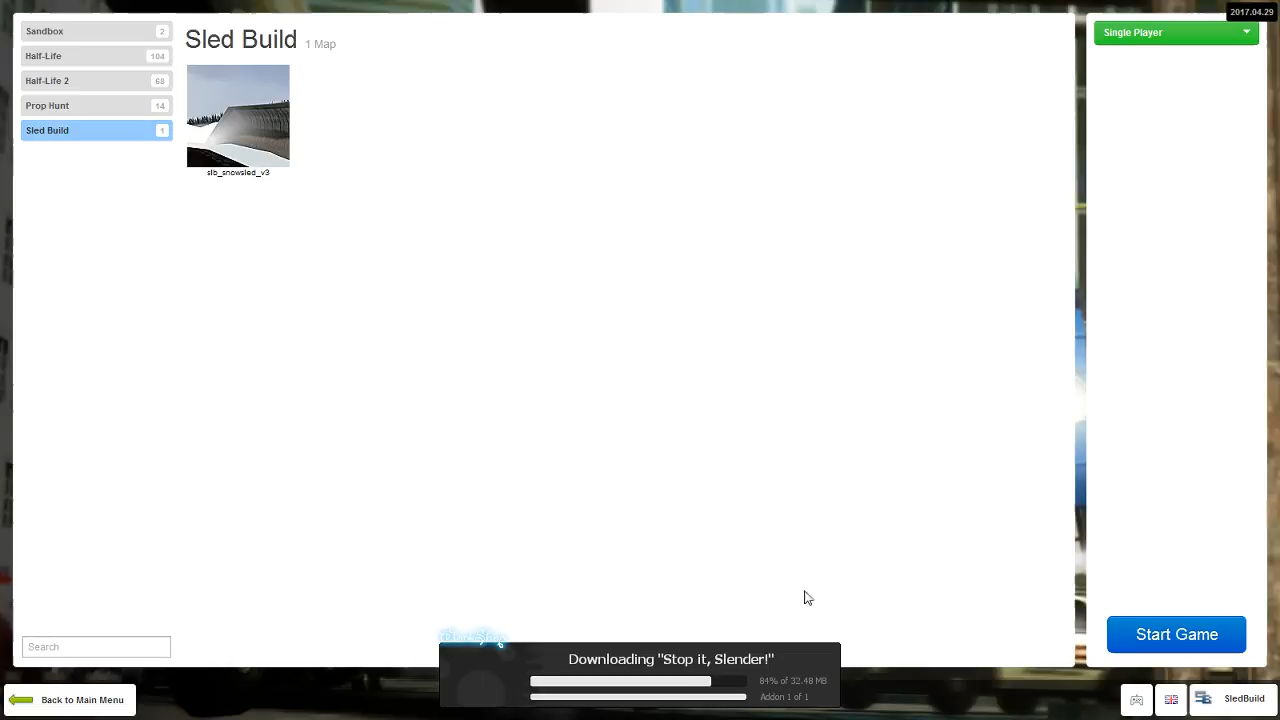 2017.04.29
Sandbox 2
Half-Life 104
Half-Life 2 68
Prop Hunt 14
Sled Build 1
Sled Build 1 Map
slb_snowsled_v3
Single Player
Search
Start Game
Downloading "Stop it, Slender!"
84% of 32.48 MB
Addon 1 of 1
Back to Main Menu
SledBuild